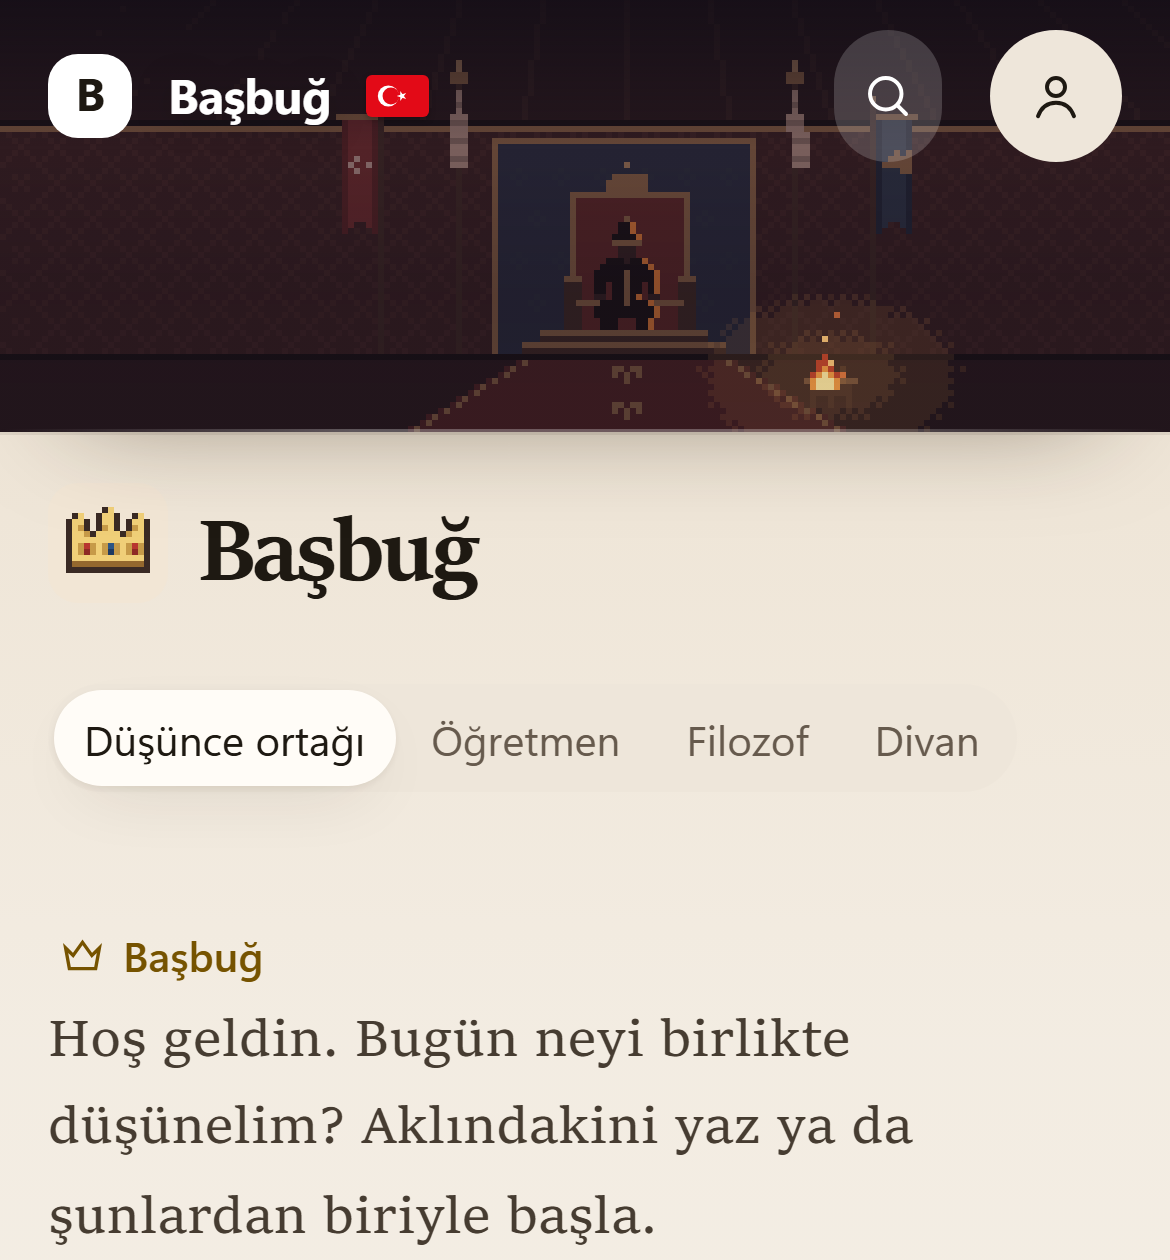 B Başbuğ
Başbuğ
Düşünce ortağı Öğretmen Filozof Divan
Başbuğ
Hoş geldin. Bugün neyi birlikte
düşünelim? Aklındakini yaz ya da
şunlardan biriyle başla.